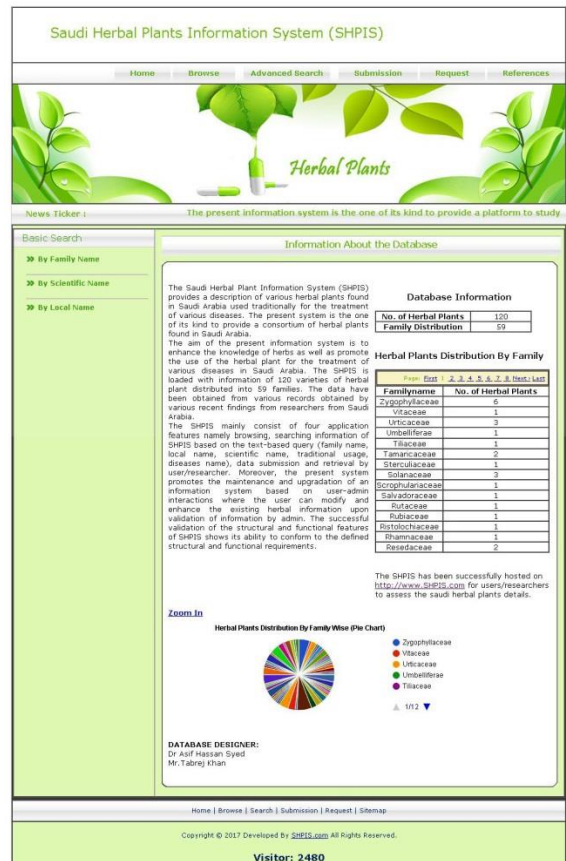 Saudi Herbal Plants Information System (SHPIS)
Home Browse Advanced Search Submission Request References
Herbal Plants
News Ticker :
The present information system is the one of its kind to provide a platform to study
Basic Search
By Family Name
By Scientific Name
By Local Name
Information About the Database
The Saudi Herbal Plant Information System (SHPIS)
provides a description of various herbal plants found
in Saudi Arabia used traditionally for the treatment
of various diseases. The present system is the one
of its kind to provide a consortium of herbal plants
found in Saudi Arabia.
The aim of the present information system is to
enhance the knowledge of herbs as well as promote
the use of the herbal plant for the treatment of
various diseases in Saudi Arabia. The SHPIS is
loaded with information of 120 varieties of herbal
plant distributed into 59 families. The data have
been obtained from various records obtained by
various recent findings from researchers from Saudi
Arabia.
The SHPIS mainly consist of four application
features namely browsing, searching information of
SHPIS based on the text-based query (family name,
local name, scientific name, traditional usage,
diseases name), data submission and retrieval by
user/researcher. Moreover, the present system
promotes the maintenance and upgradation of an
information system based on user-admin
interactions where the user can modify and
enhance the existing herbal information upon
validation of information by admin. The successful
validation of the structural and functional features
of SHPIS shows its ability to conform to the defined
structural and functional requirements.
Database Information
No. of Herbal Plants 120
Family Distribution 59
Herbal Plants Distribution By Family
Page: First | 2 3 4 5 6 7 8 Next› Last
Familyname No. of Herbal Plants
Zygophyllaceae 6
Vitaceae 1
Urticaceae 3
Umbelliferae 1
Tiliaceae 1
Tamaricaceae 2
Sterculiaceae 1
Solanaceae 3
Scrophulariaceae 1
Salvadoraceae 1
Rutaceae 1
Rubiaceae 1
Ristolochiaceae 1
Rhamnaceae 1
Resedaceae 2
The SHPIS has been successfully hosted on
http://www.SHPIS.com for users/researchers
to assess the saudi herbal plants details.
Zoom In
Herbal Plants Distribution By Family Wise (Pie Chart)
Zygophyllaceae
Vitaceae
Urticaceae
Umbelliferae
Tiliaceae
1/12
DATABASE DESIGNER:
Dr Asif Hassan Syed
Mr.Tabrej Khan
Home | Browse | Search | Submission | Request | Sitemap
Copyright © 2017 Developed By SHPIS.com All Rights Reserved.
Visitor: 2480